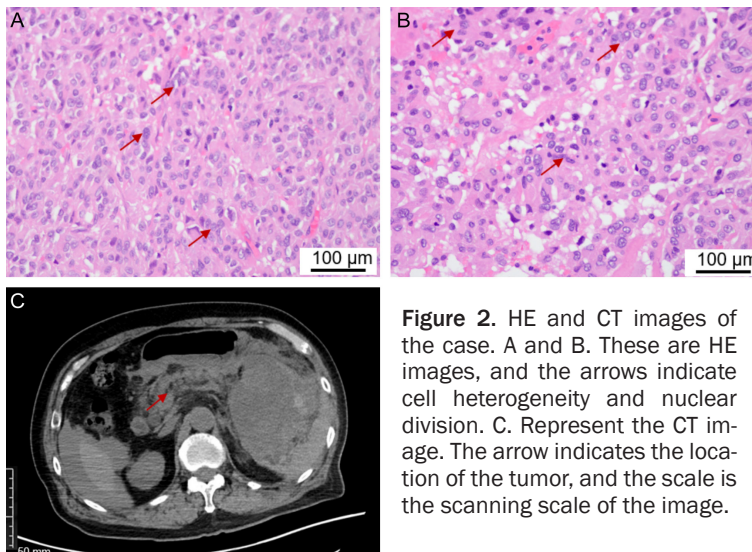 A
B
100 µm
100 µm
C
60 mm
Figure 2. HE and CT images of
the case. A and B. These are HE
images, and the arrows indicate
cell heterogeneity and nuclear
division. C. Represent the CT im-
age. The arrow indicates the loca-
tion of the tumor, and the scale is
the scanning scale of the image.